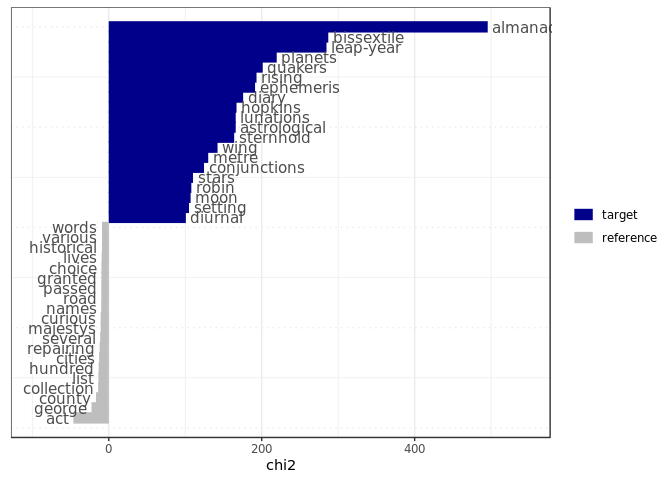 almanac
bissextile
leap-year
planets
quakers
rising
ephemeris
diary
hopkins
lunations
astrological
sternhold
wing
metre
conjunctions
stars
robin
moon
setting
diurnal
words
various
historical
lives
choice
granted
passed
road
names
curious
majestys
several
repairing
cities
hundred
list
collection
county
george
act
0
200
400
chi2
target
reference